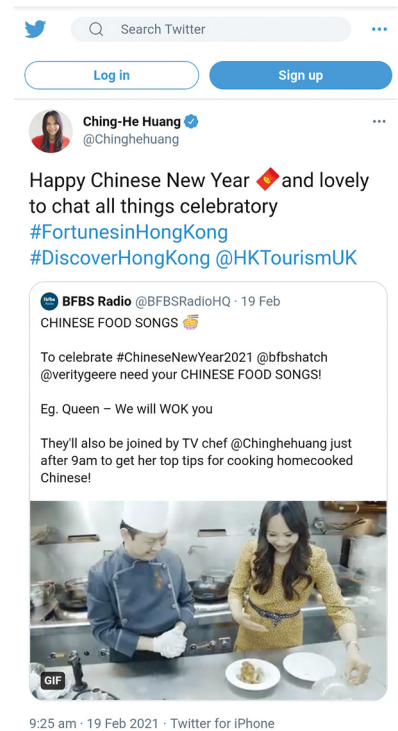 Search Twitter
Log in
Sign up
Ching-He Huang
@Chinghehuang
Happy Chinese New Year 🧧and lovely
to chat all things celebratory
#FortunesinHongKong
#DiscoverHongKong @HKTourismUK
BFBS Radio @BFBSRadioHQ · 19 Feb
CHINESE FOOD SONGS 🍜
To celebrate #ChineseNewYear2021 @bfbshatch
@veritygeere need your CHINESE FOOD SONGS!
Eg. Queen – We will WOK you
They'll also be joined by TV chef @Chinghehuang just
after 9am to get her top tips for cooking homecooked
Chinese!
GIF
9:25 am · 19 Feb 2021 · Twitter for iPhone